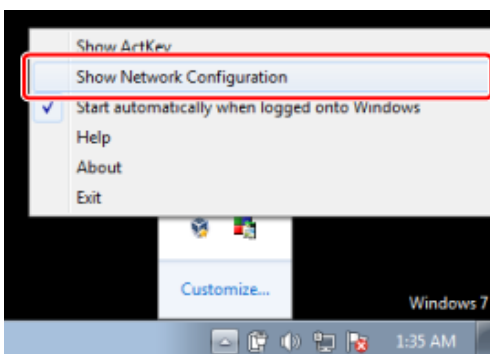 Show ActKey
Show Network Configuration
Start automatically when logged onto Windows
Help
About
Exit
Customize...
Windows 7
1:35 AM